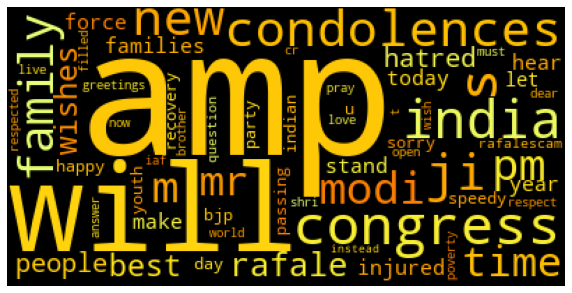 force new condolences
families hatred hear
cr must
filled
live
family
wishes
respected
greetings
now
amp
recovery
brother
iaf
question
party
u
indian
pray
love
today
s
let
t
wish
dear
sorry
open
india
rafalescam
happy
youth
m
mr
passing
stand
modi
ji
pm
year
shri
speedy
respect
will
answer
make
bjp
world
congress
instead
people best day rafale injured poverty time